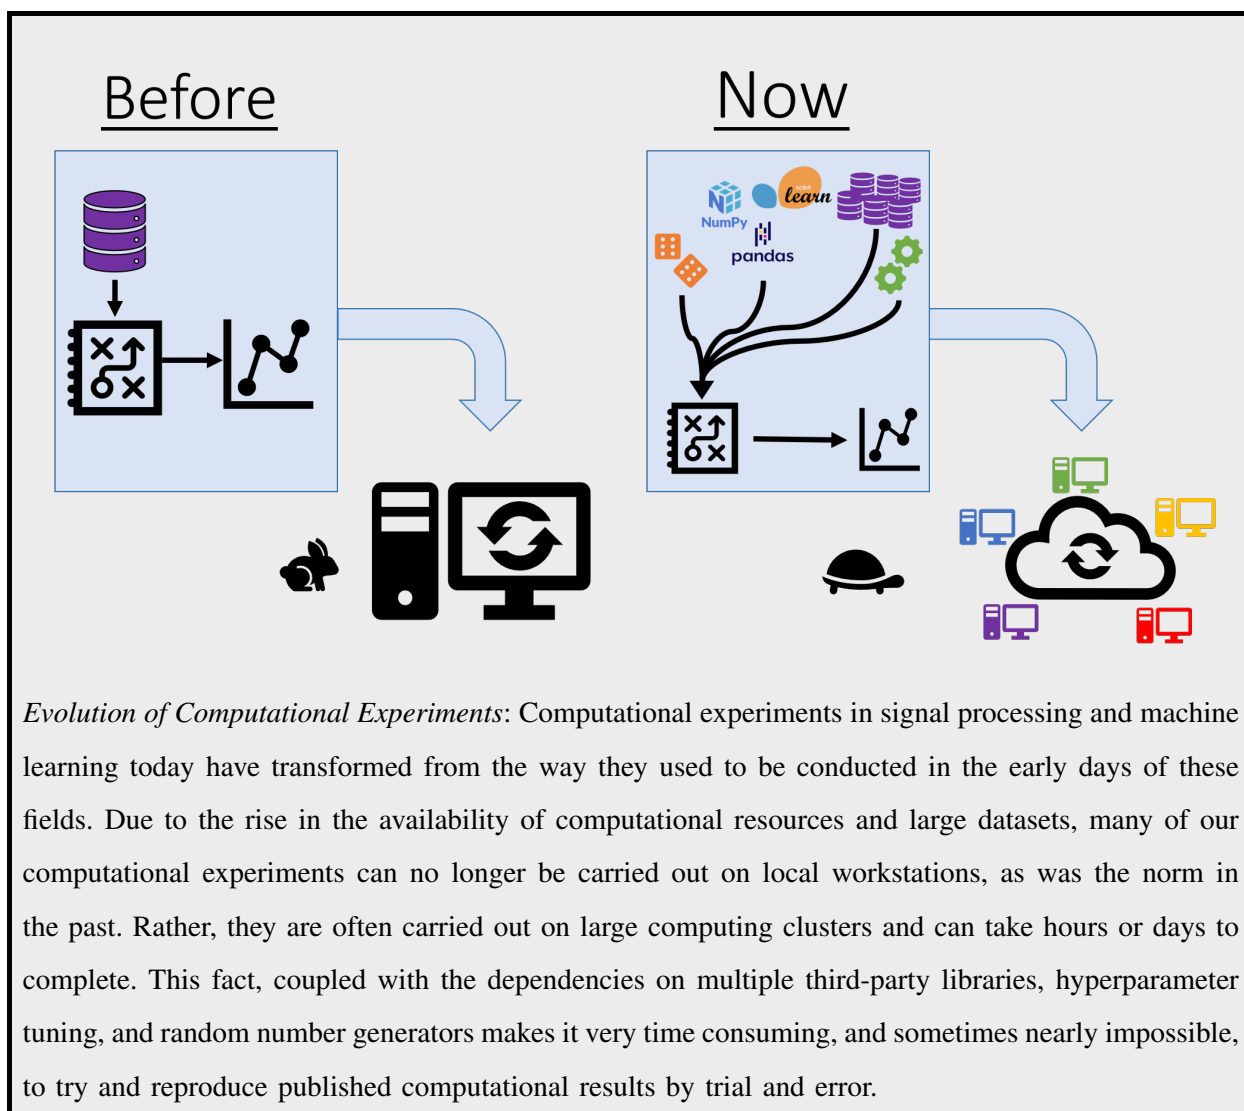 Before
Now
NumPy
scikit
learn
pandas
Evolution of Computational Experiments: Computational experiments in signal processing and machine
learning today have transformed from the way they used to be conducted in the early days of these
fields. Due to the rise in the availability of computational resources and large datasets, many of our
computational experiments can no longer be carried out on local workstations, as was the norm in
the past. Rather, they are often carried out on large computing clusters and can take hours or days to
complete. This fact, coupled with the dependencies on multiple third-party libraries, hyperparameter
tuning, and random number generators makes it very time consuming, and sometimes nearly impossible,
to try and reproduce published computational results by trial and error.